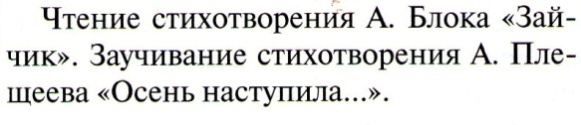 Чтение стихотворения А. Блока «Зай-
чик». Заучивание стихотворения А. Пле-
щеева «Осень наступила...».